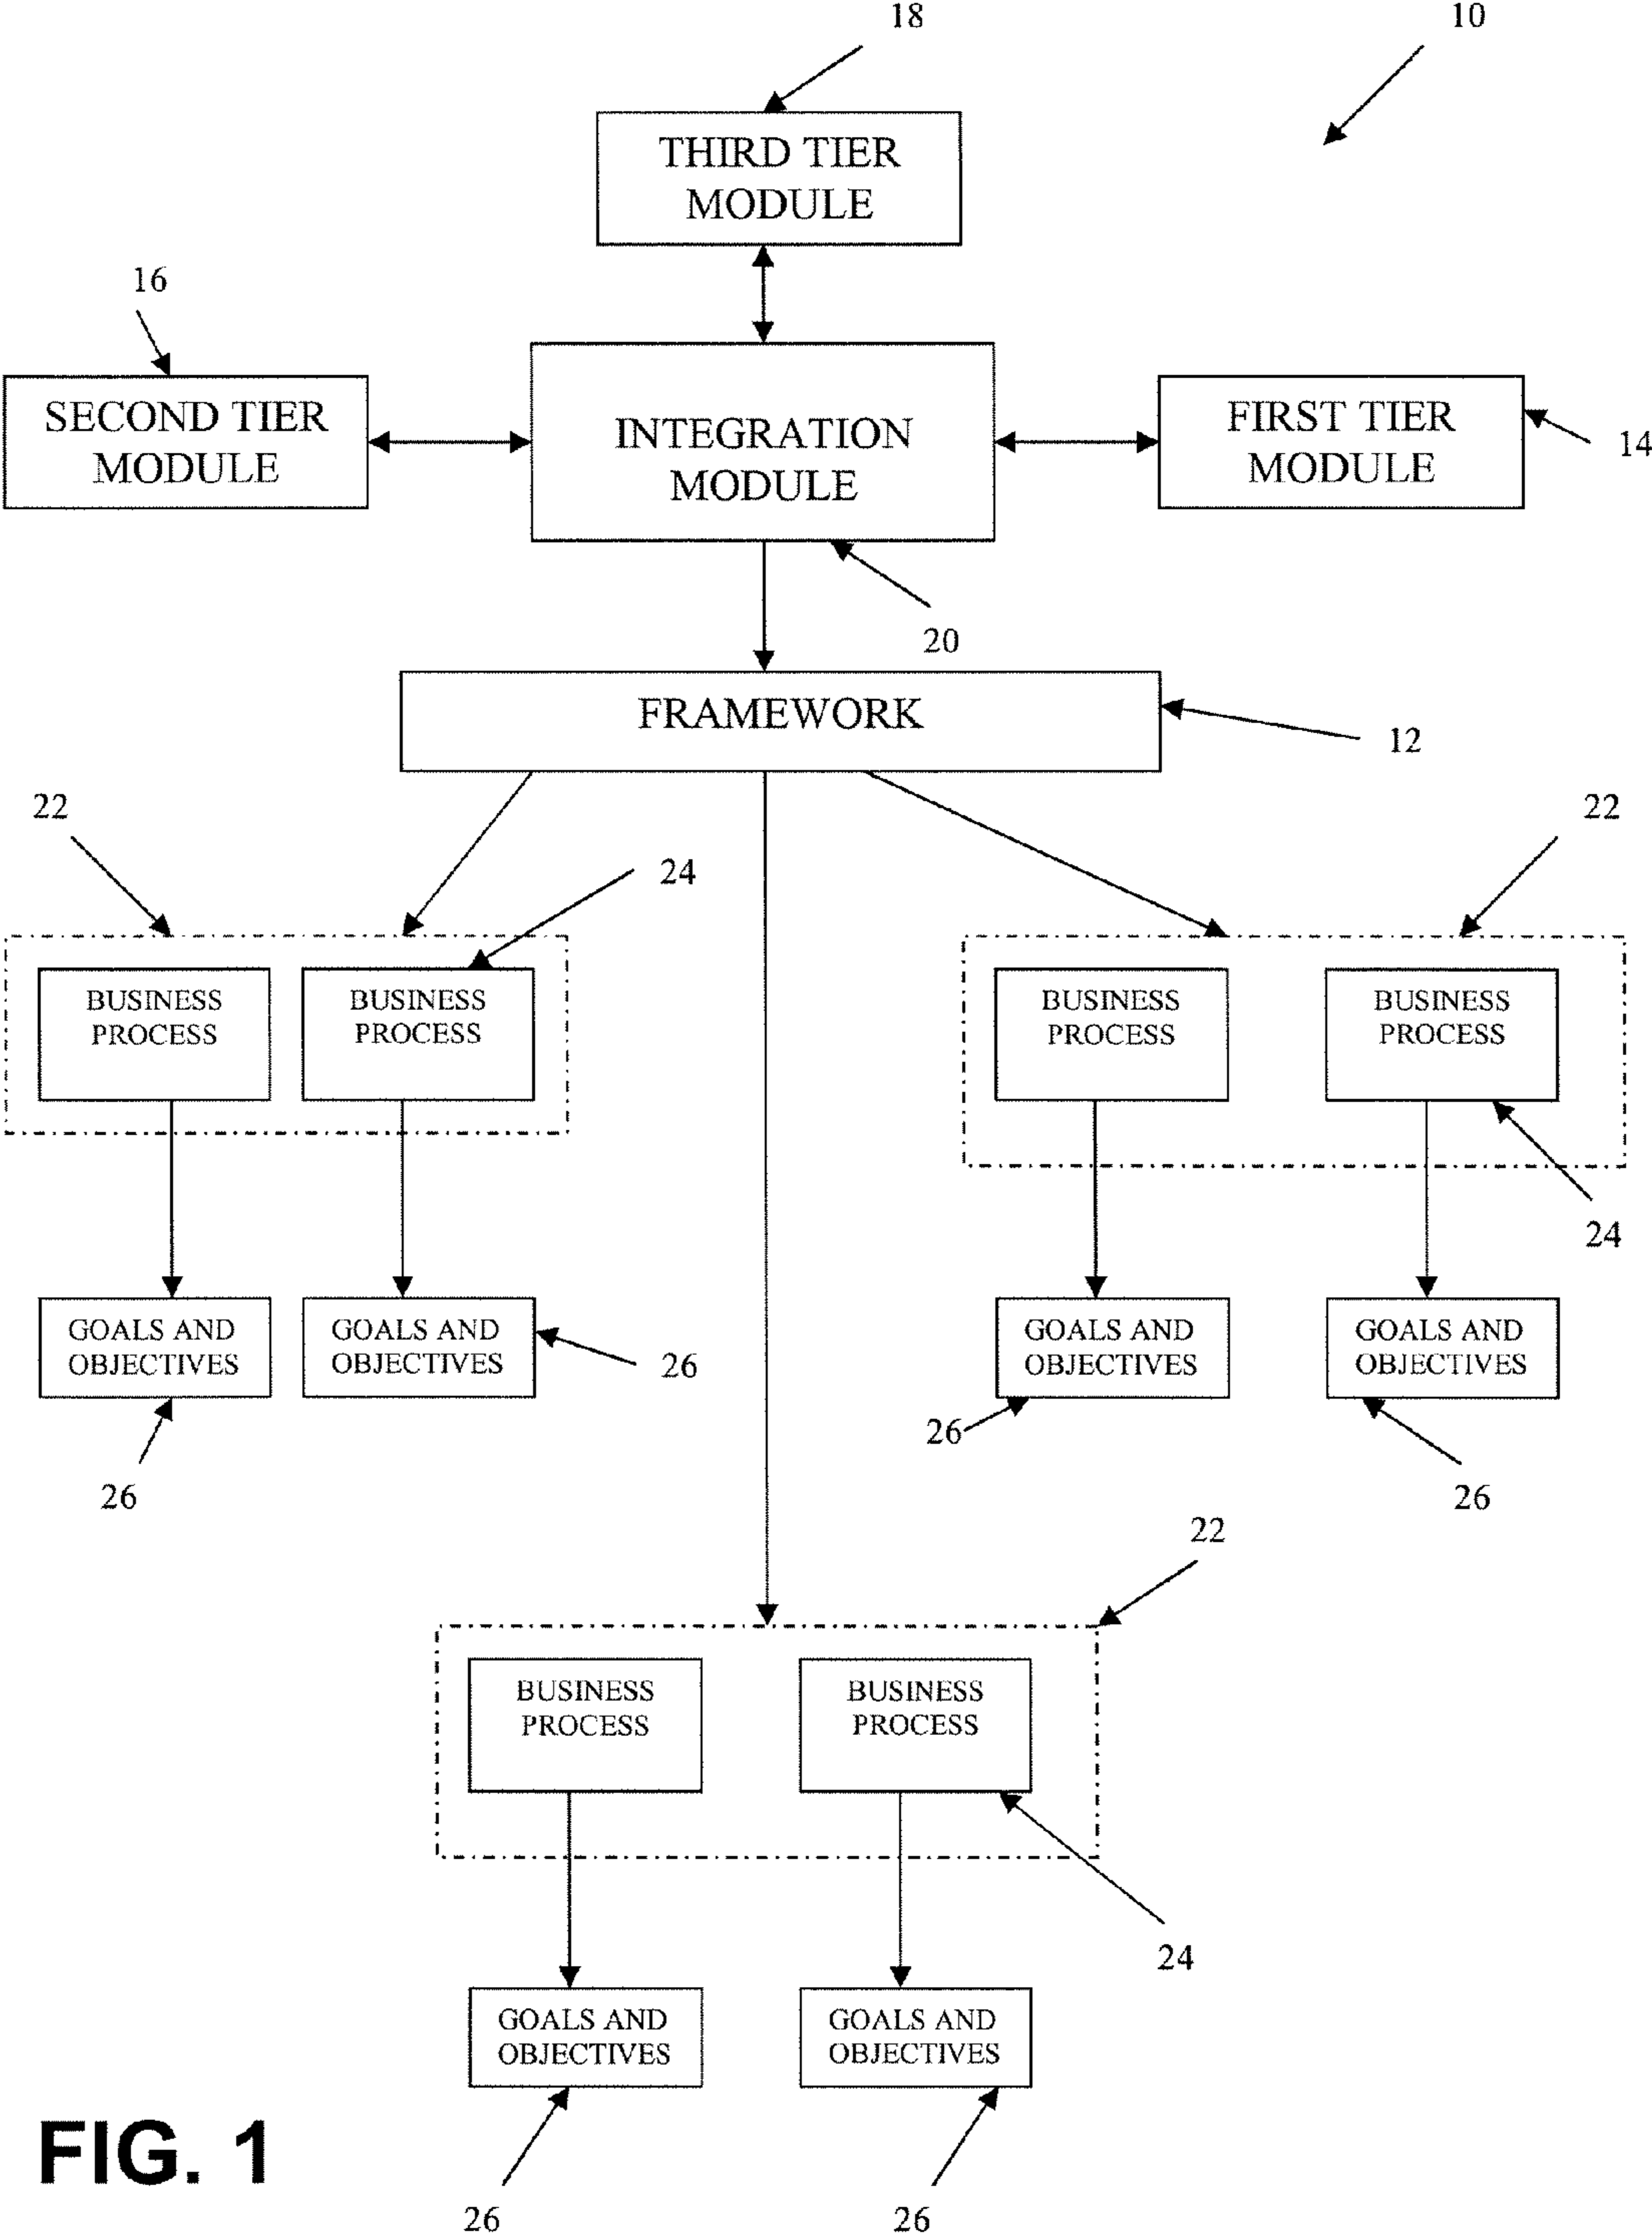 18
10
THIRD TIER
MODULE
16
SECOND TIER
MODULE
INTEGRATION
MODULE
FIRST TIER
MODULE
14
20
FRAMEWORK
12
22
22
24
BUSINESS
PROCESS
BUSINESS
PROCESS
BUSINESS
PROCESS
BUSINESS
PROCESS
24
GOALS AND
OBJECTIVES
GOALS AND
OBJECTIVES
26
GOALS AND
OBJECTIVES
GOALS AND
OBJECTIVES
26
26
26
22
BUSINESS
PROCESS
BUSINESS
PROCESS
24
GOALS AND
OBJECTIVES
GOALS AND
OBJECTIVES
FIG. 1
26
26